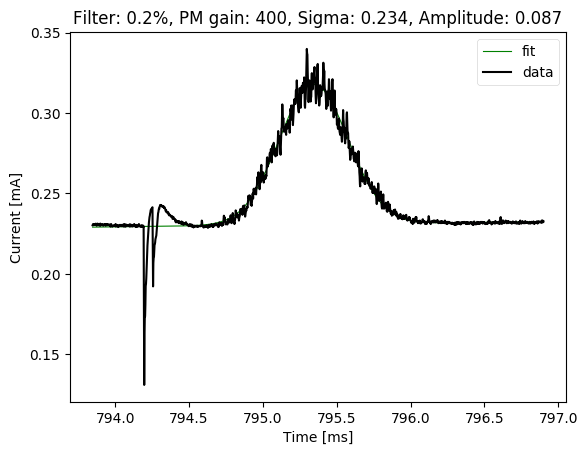 Filter: 0.2%, PM gain: 400, Sigma: 0.234, Amplitude: 0.087
fit
data
0.35
0.30
0.25
0.20
0.15
Current [mA]
794.0 794.5 795.0 795.5 796.0 796.5 797.0
Time [ms]